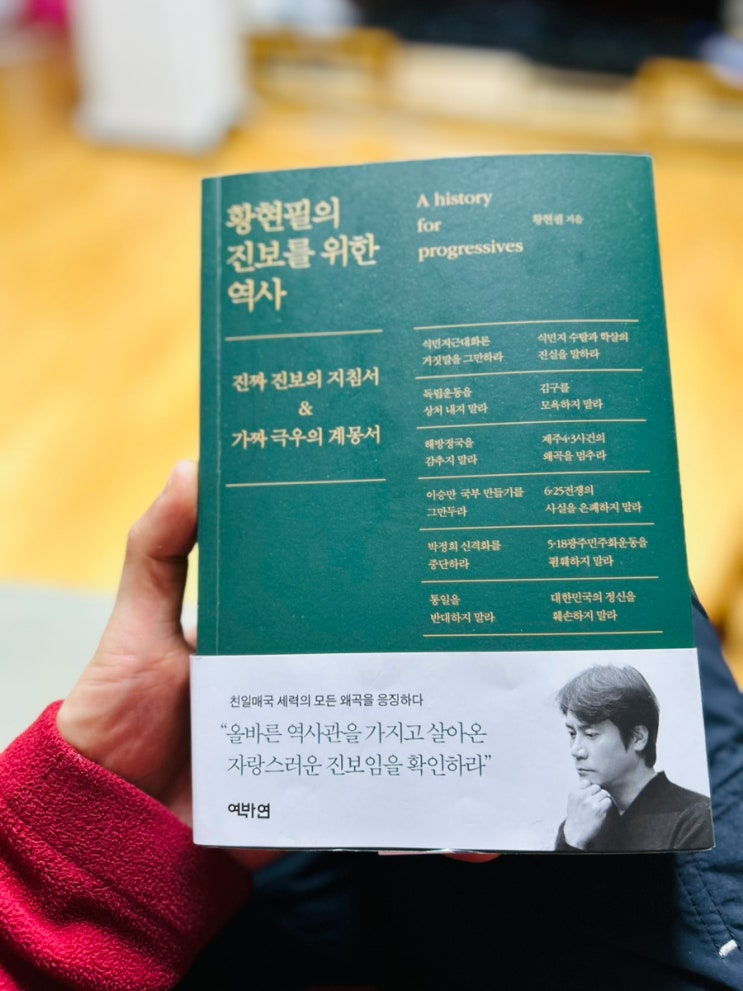 황현필의
진보를 위한
역사
A history
for
progressives
황현필 지음
진짜 진보의 지침서
&
가짜 극우의 계몽서
식민지근대화론
거짓말을 그만하라
식민지 수탈과 학살의
진실을 말하라
독립운동을
상처 내지 말라
김구를
모욕하지 말라
해방정국을
감추지 말라
제주4·3사건의
왜곡을 멈추라
이승만 국부 만들기를
그만두라
6·25전쟁의
사실을 은폐하지 말라
박정희 신격화를
중단하라
5·18광주민주화운동을
폄훼하지 말라
통일을
반대하지 말라
대한민국의 정신을
훼손하지 말라
친일매국 세력의 모든 왜곡을 응징하다
“올바른 역사관을 가지고 살아온
자랑스러운 진보임을 확인하라”
역바연